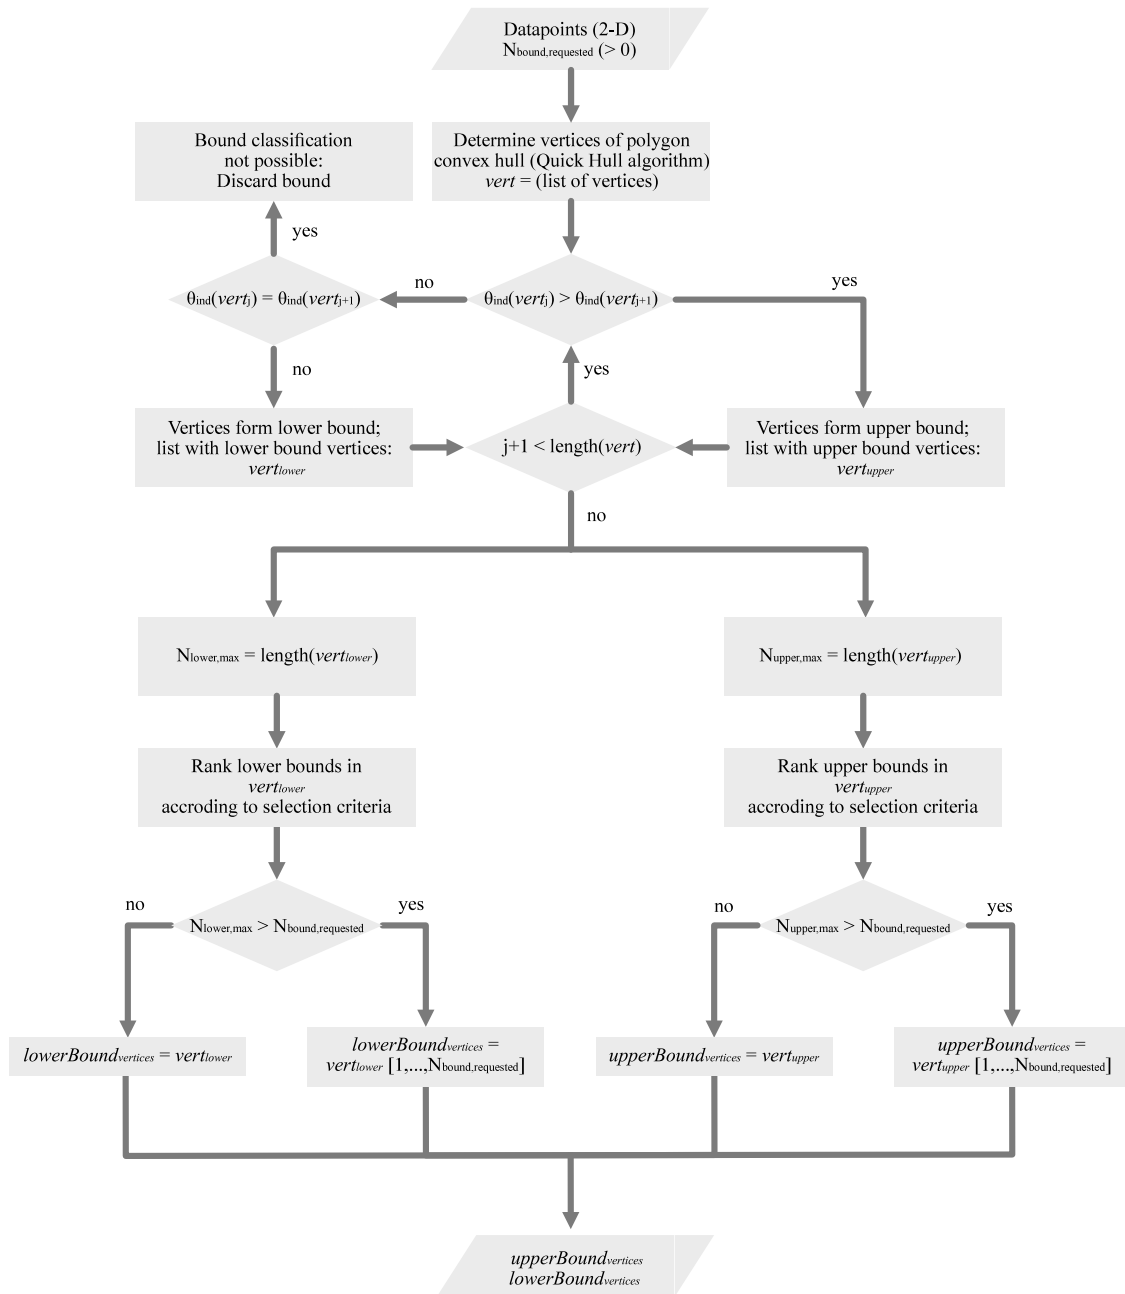 Datapoints (2-D)
Nbound,requested (> 0)
Bound classification
not possible:
Discard bound
Determine vertices of polygon
convex hull (Quick Hull algorithm)
vert = (list of vertices)
yes
θind(vertj) = θind(vertj+1)
no
θind(vertj) > θind(vertj+1)
yes
no
yes
Vertices form lower bound;
list with lower bound vertices:
vertlower
j+1 < length(vert)
Vertices form upper bound;
list with upper bound vertices:
vertupper
no
Nlower,max = length(vertlower)
Nupper,max = length(vertupper)
Rank lower bounds in
vertlower
accroding to selection criteria
Rank upper bounds in
vertupper
accroding to selection criteria
no
Nlower,max > Nbound,requested
yes
no
Nupper,max > Nbound,requested
yes
lowerBoundvertices = vertlower
lowerBoundvertices =
vertlower [1,...,Nbound,requested]
upperBoundvertices = vertupper
upperBoundvertices =
vertupper [1,...,Nbound,requested]
upperBoundvertices
lowerBoundvertices